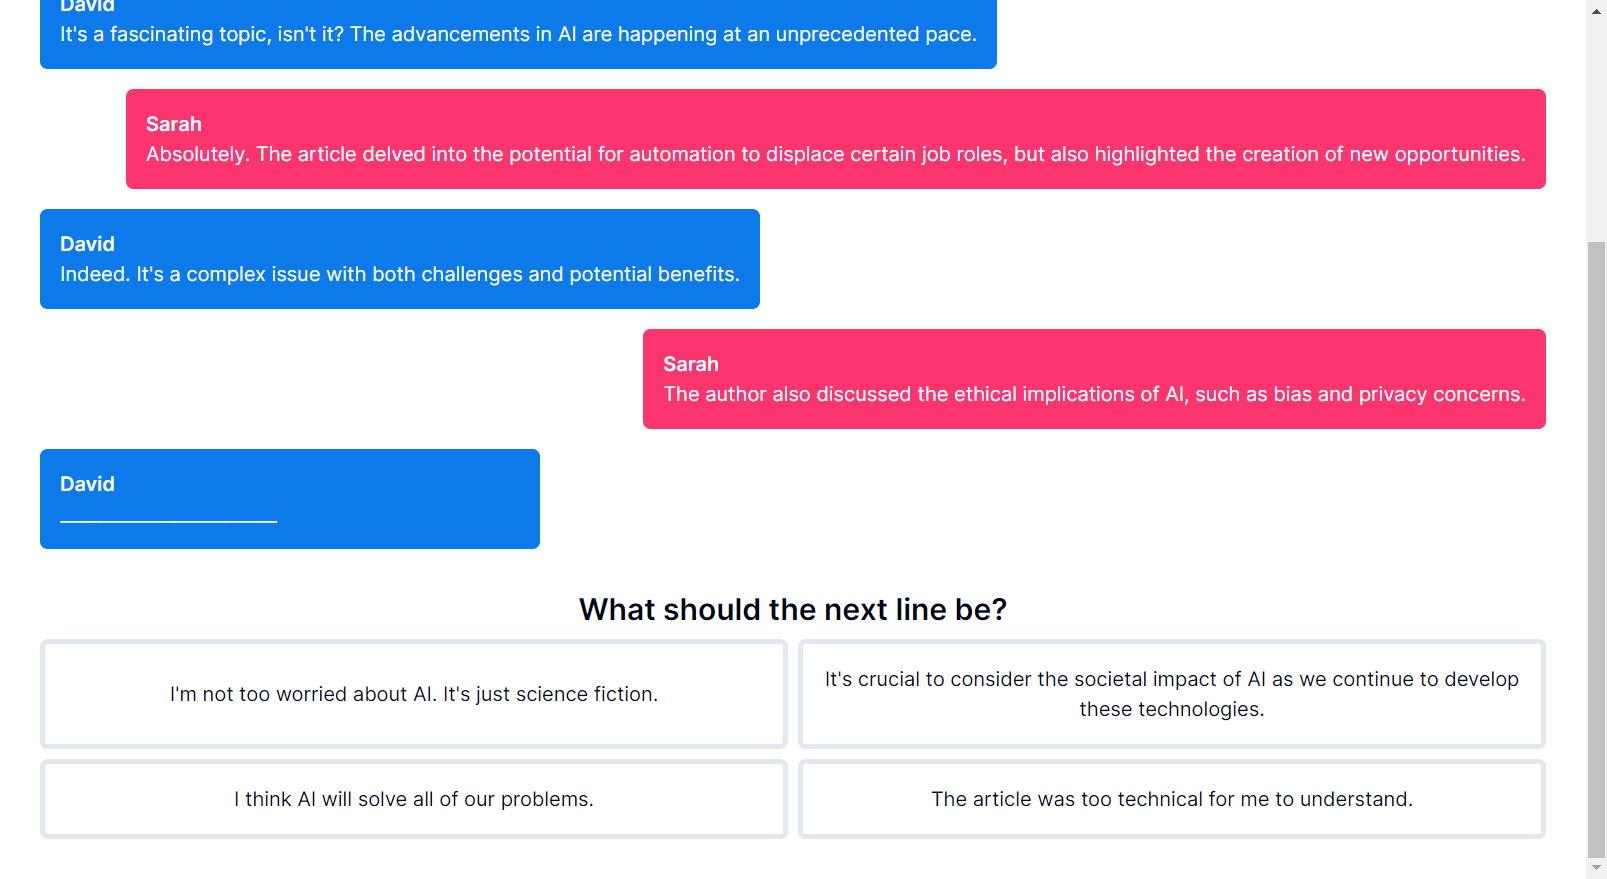 David
It's a fascinating topic, isn't it? The advancements in AI are happening at an unprecedented pace.
Sarah
Absolutely. The article delved into the potential for automation to displace certain job roles, but also highlighted the creation of new opportunities.
David
Indeed. It's a complex issue with both challenges and potential benefits.
Sarah
The author also discussed the ethical implications of AI, such as bias and privacy concerns.
David
____________________
What should the next line be?
I'm not too worried about AI. It's just science fiction.
It's crucial to consider the societal impact of AI as we continue to develop
these technologies.
I think AI will solve all of our problems.
The article was too technical for me to understand.